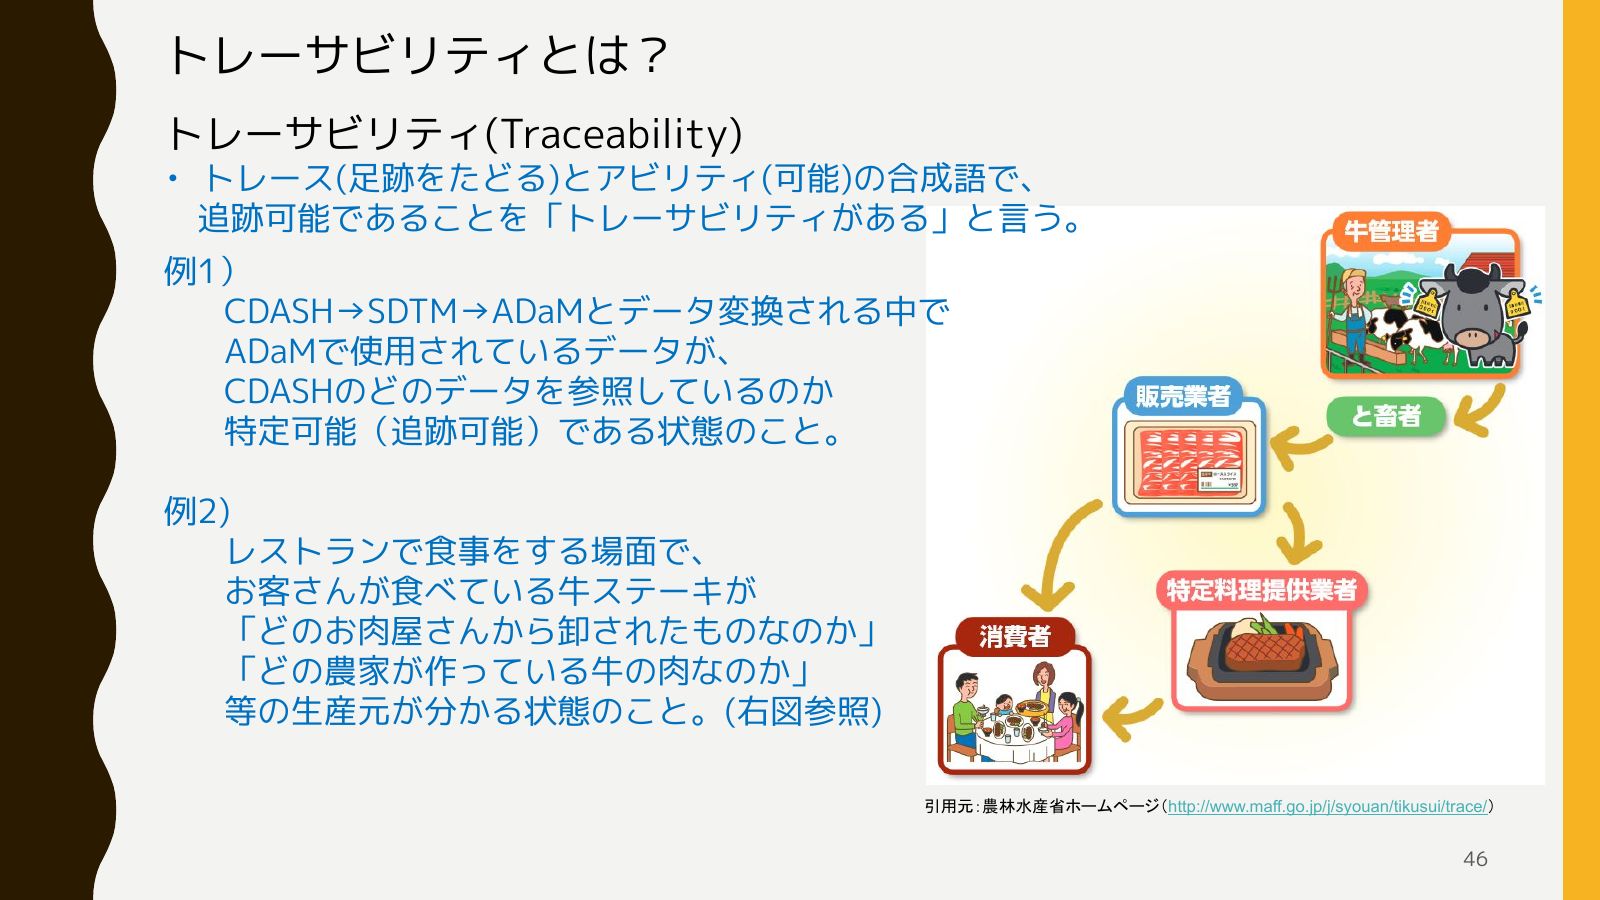 トレーサビリティとは？
トレーサビリティ(Traceability)
・ トレース(足跡をたどる)とアビリティ(可能)の合成語で、
追跡可能であることを「トレーサビリティがある」と言う。
例1）
CDASH→SDTM→ADaMとデータ変換される中で
ADaMで使用されているデータが、
CDASHのどのデータを参照しているのか
特定可能（追跡可能）である状態のこと。
例2)
レストランで食事をする場面で、
お客さんが食べている牛ステーキが
「どのお肉屋さんから卸されたものなのか」
「どの農家が作っている牛の肉なのか」
等の生産元が分かる状態のこと。(右図参照)
牛管理者
と畜者
販売業者
特定料理提供業者
消費者
引用元：農林水産省ホームページ（http://www.maff.go.jp/j/syouan/tikusui/trace/）
46